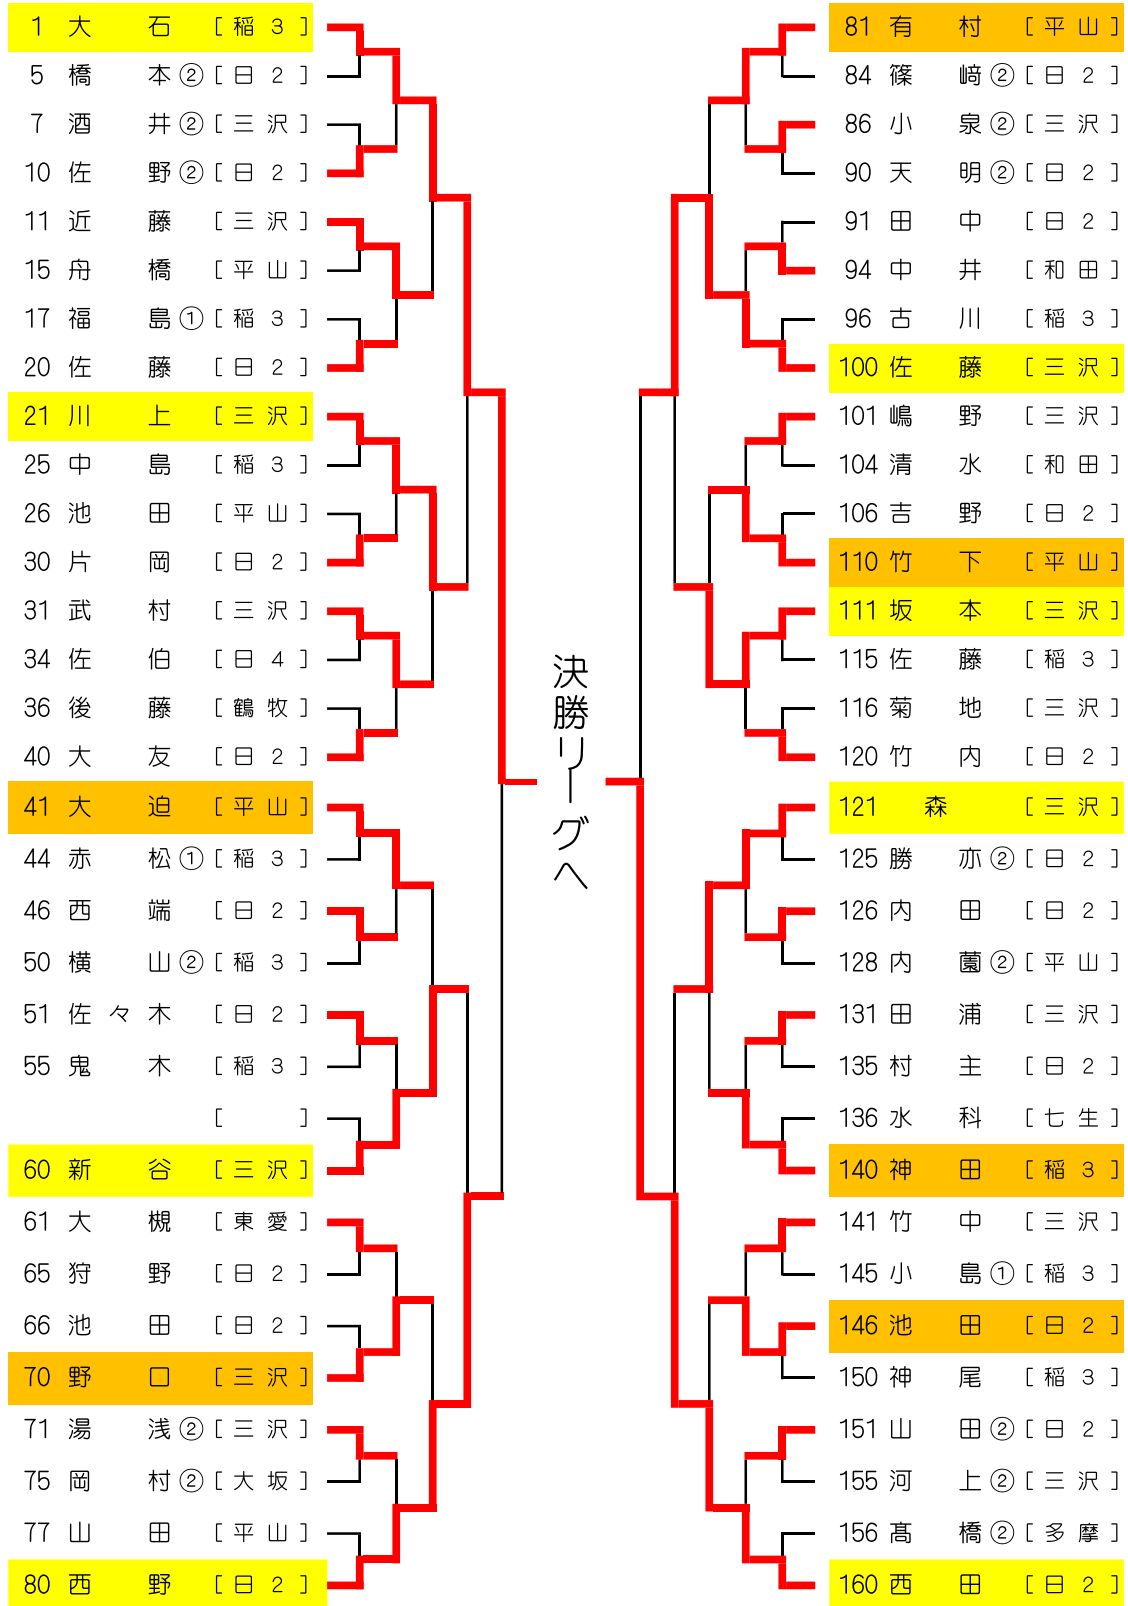 1 大 石 [ 稲 3 ]
5 橋 本② [ 日 2 ]
7 酒 井② [ 三 沢 ]
10 佐 野② [ 日 2 ]
11 近 藤 [ 三 沢 ]
15 舟 橋 [ 平 山 ]
17 福 島① [ 稲 3 ]
20 佐 藤 [ 日 2 ]
21 川 上 [ 三 沢 ]
25 中 島 [ 稲 3 ]
26 池 田 [ 平 山 ]
30 片 岡 [ 日 2 ]
31 武 村 [ 三 沢 ]
34 佐 伯 [ 日 4 ]
36 後 藤 [ 鶴 牧 ]
40 大 友 [ 日 2 ]
41 大 迫 [ 平 山 ]
44 赤 松① [ 稲 3 ]
46 西 端 [ 日 2 ]
50 横 山② [ 稲 3 ]
51 佐 々 木 [ 日 2 ]
55 鬼 木 [ 稲 3 ]
[ ]
60 新 谷 [ 三 沢 ]
61 大 槻 [ 東 愛 ]
65 狩 野 [ 日 2 ]
66 池 田 [ 日 2 ]
70 野 口 [ 三 沢 ]
71 湯 浅② [ 三 沢 ]
75 岡 村② [ 大 坂 ]
77 山 田 [ 平 山 ]
80 西 野 [ 日 2 ]
決勝リーグへ
81 有 村 [ 平 山 ]
84 篠 﨑② [ 日 2 ]
86 小 泉② [ 三 沢 ]
90 天 明② [ 日 2 ]
91 田 中 [ 日 2 ]
94 中 井 [ 和 田 ]
96 古 川 [ 稲 3 ]
100 佐 藤 [ 三 沢 ]
101 嶋 野 [ 三 沢 ]
104 清 水 [ 和 田 ]
106 吉 野 [ 日 2 ]
110 竹 下 [ 平 山 ]
111 坂 本 [ 三 沢 ]
115 佐 藤 [ 稲 3 ]
116 菊 地 [ 三 沢 ]
120 竹 内 [ 日 2 ]
121 森 [ 三 沢 ]
125 勝 亦② [ 日 2 ]
126 内 田 [ 日 2 ]
128 内 薗② [ 平 山 ]
131 田 浦 [ 三 沢 ]
135 村 主 [ 日 2 ]
136 水 科 [ 七 生 ]
140 神 田 [ 稲 3 ]
141 竹 中 [ 三 沢 ]
145 小 島① [ 稲 3 ]
146 池 田 [ 日 2 ]
150 神 尾 [ 稲 3 ]
151 山 田② [ 日 2 ]
155 河 上② [ 三 沢 ]
156 髙 橋② [ 多 摩 ]
160 西 田 [ 日 2 ]